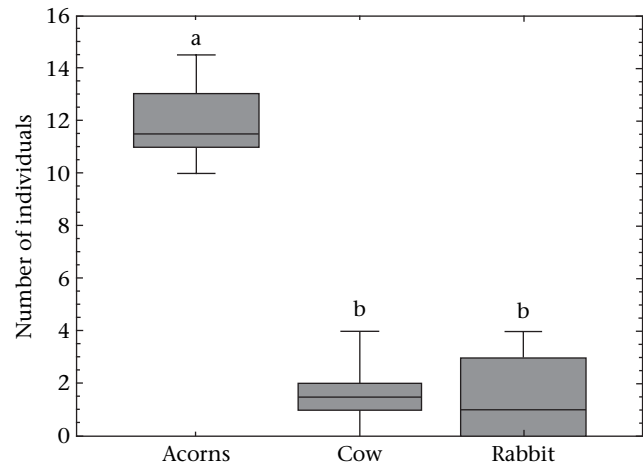 16
14
12
10
8
6
4
2
0
Number of individuals
a
b
b
Acorns
Cow
Rabbit